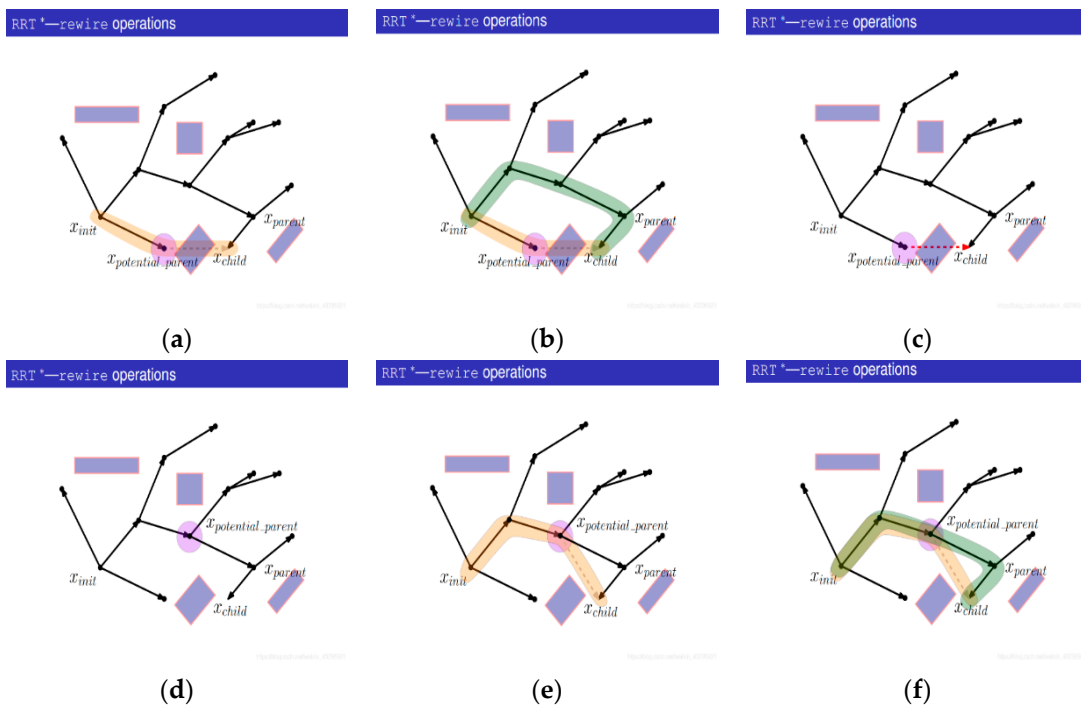 RRT *—rewire operations
RRT *—rewire operations
RRT *—rewire operations
x_init
x_parent
x_potential_parent
x_child
x_init
x_parent
x_potential_parent
x_child
x_init
x_parent
x_potential_parent
x_child
(a)
(b)
(c)
RRT *—rewire operations
RRT *—rewire operations
RRT *—rewire operations
x_potential_parent
x_init
x_parent
x_child
x_potential_parent
x_init
x_parent
x_child
x_potential_parent
x_init
x_parent
x_child
(d)
(e)
(f)